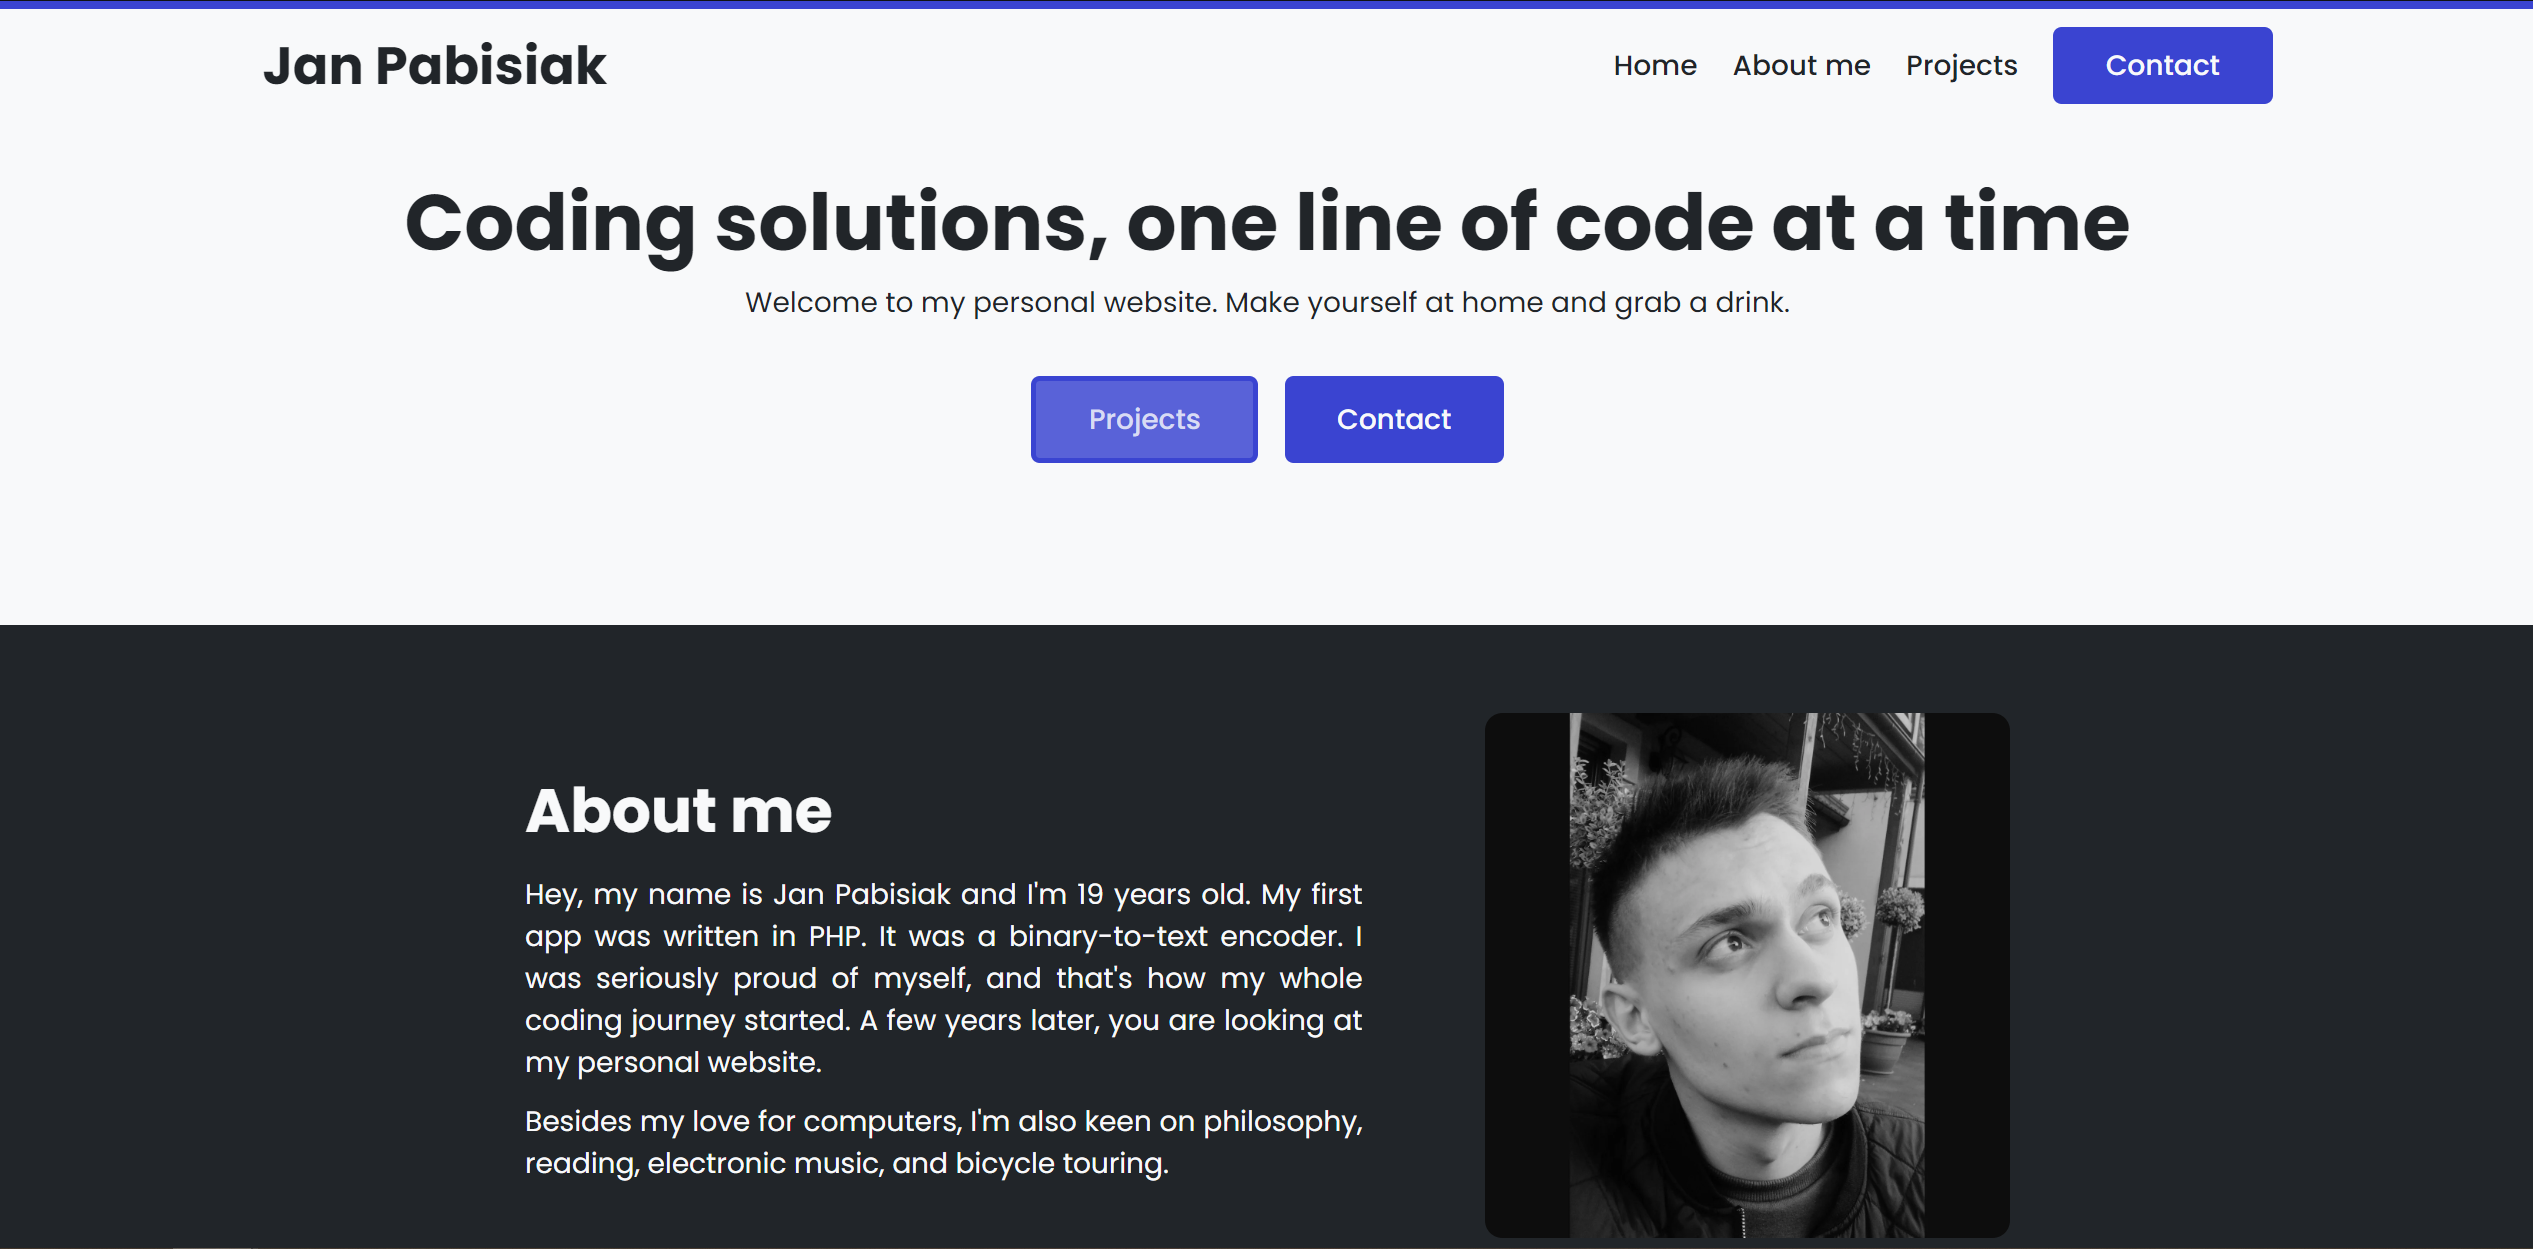 Jan Pabisiak
Home About me Projects Contact
Coding solutions, one line of code at a time
Welcome to my personal website. Make yourself at home and grab a drink.
Projects Contact
About me
Hey, my name is Jan Pabisiak and I'm 19 years old. My first
app was written in PHP. It was a binary-to-text encoder. I
was seriously proud of myself, and that's how my whole
coding journey started. A few years later, you are looking at
my personal website.
Besides my love for computers, I'm also keen on philosophy,
reading, electronic music, and bicycle touring.